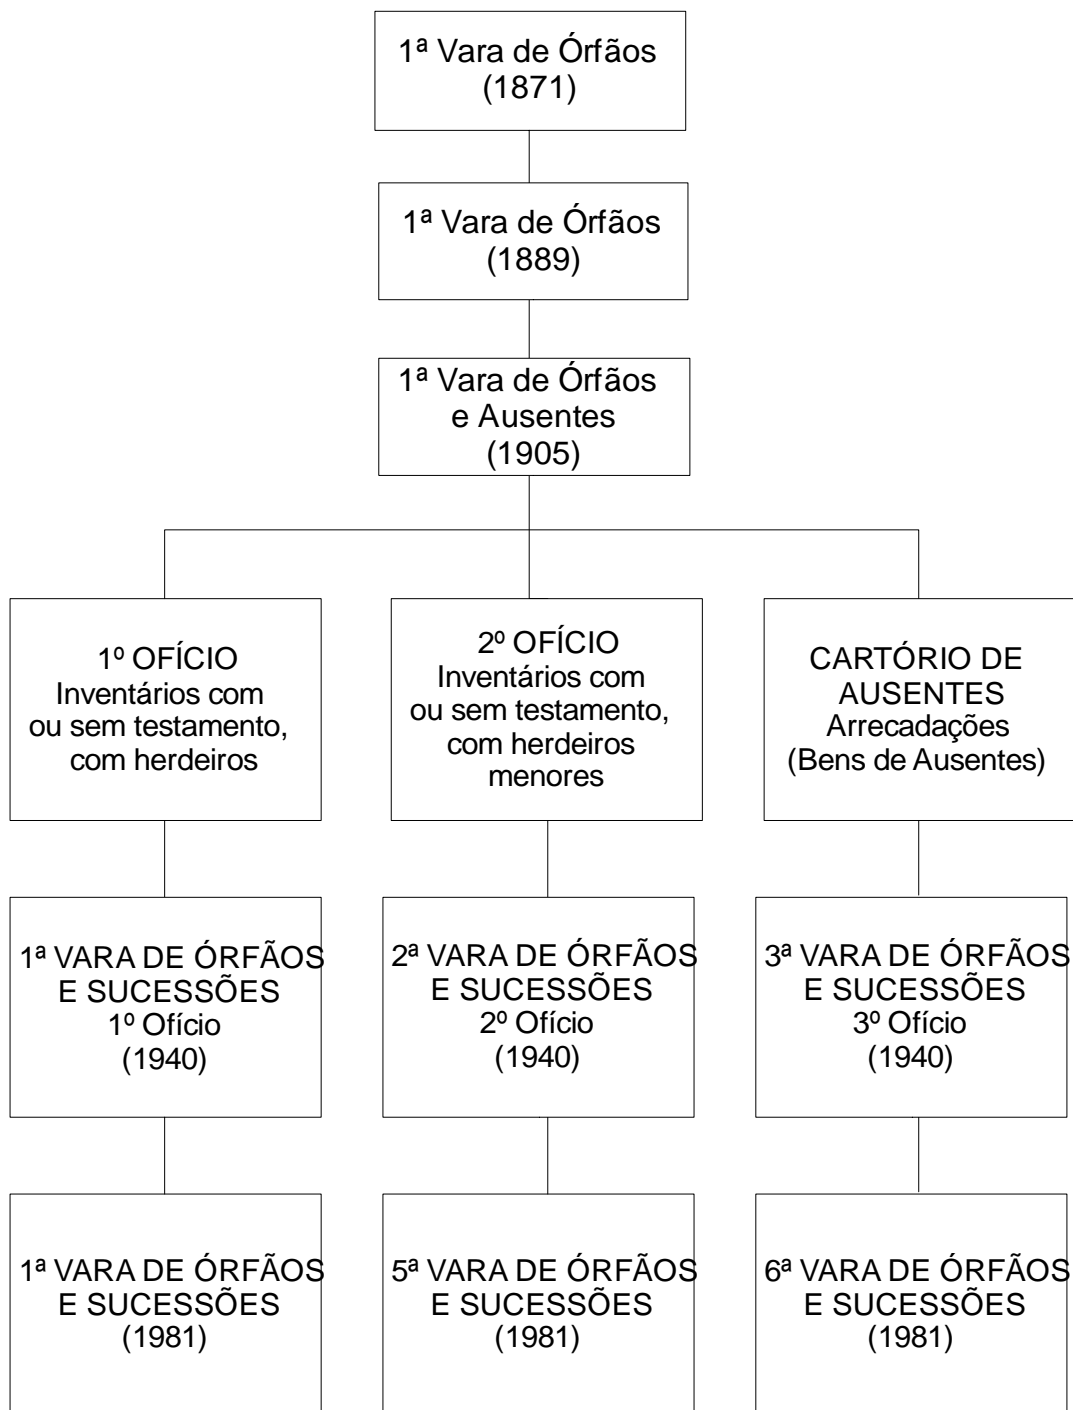 1ª Vara de Órfãos
(1871)
1ª Vara de Órfãos
(1889)
1ª Vara de Órfãos
e Ausentes
(1905)
1º OFÍCIO
Inventários com
ou sem testamento,
com herdeiros
2º OFÍCIO
Inventários com
ou sem testamento,
com herdeiros
menores
CARTÓRIO DE
AUSENTES
Arrecadações
(Bens de Ausentes)
1ª VARA DE ÓRFÃOS
E SUCESSÕES
1º Ofício
(1940)
2ª VARA DE ÓRFÃOS
E SUCESSÕES
2º Ofício
(1940)
3ª VARA DE ÓRFÃOS
E SUCESSÕES
3º Ofício
(1940)
1ª VARA DE ÓRFÃOS
E SUCESSÕES
(1981)
5ª VARA DE ÓRFÃOS
E SUCESSÕES
(1981)
6ª VARA DE ÓRFÃOS
E SUCESSÕES
(1981)